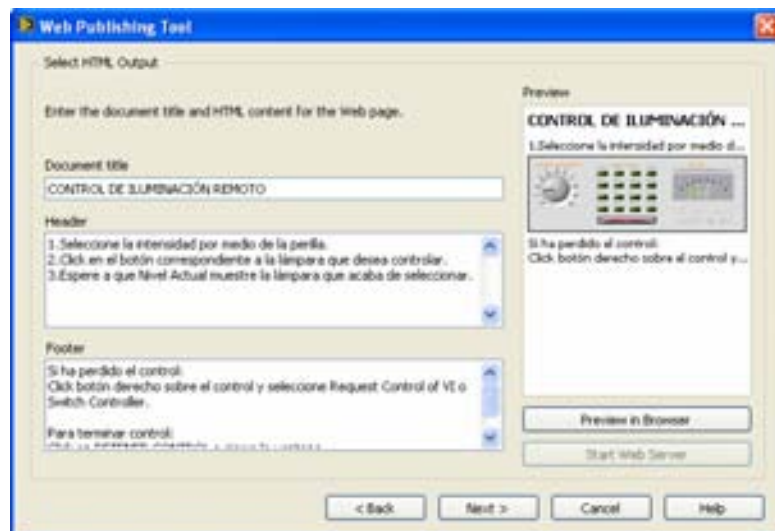 Web Publishing Tool
Select HTML Output
Enter the document title and HTML content for the Web page.
Document title
CONTROL DE ILUMINACIÓN REMOTO
Header
1.Seleccione la intensidad por medio de la perilla.
2.Click en el botón correspondiente a la lámpara que desea controlar.
3.Espere a que Nivel Actual muestre la lámpara que acaba de seleccionar.
Footer
Si ha perdido el control:
Click botón derecho sobre el control y seleccione Request Control of VI o
Switch Controller.
Para terminar control:
Preview
CONTROL DE ILUMINACIÓN ...
1.Seleccione la intensidad por medio d...
Si ha perdido el control:
Click botón derecho sobre el control y...
Preview in Browser
Start Web Server
< Back
Next >
Cancel
Help